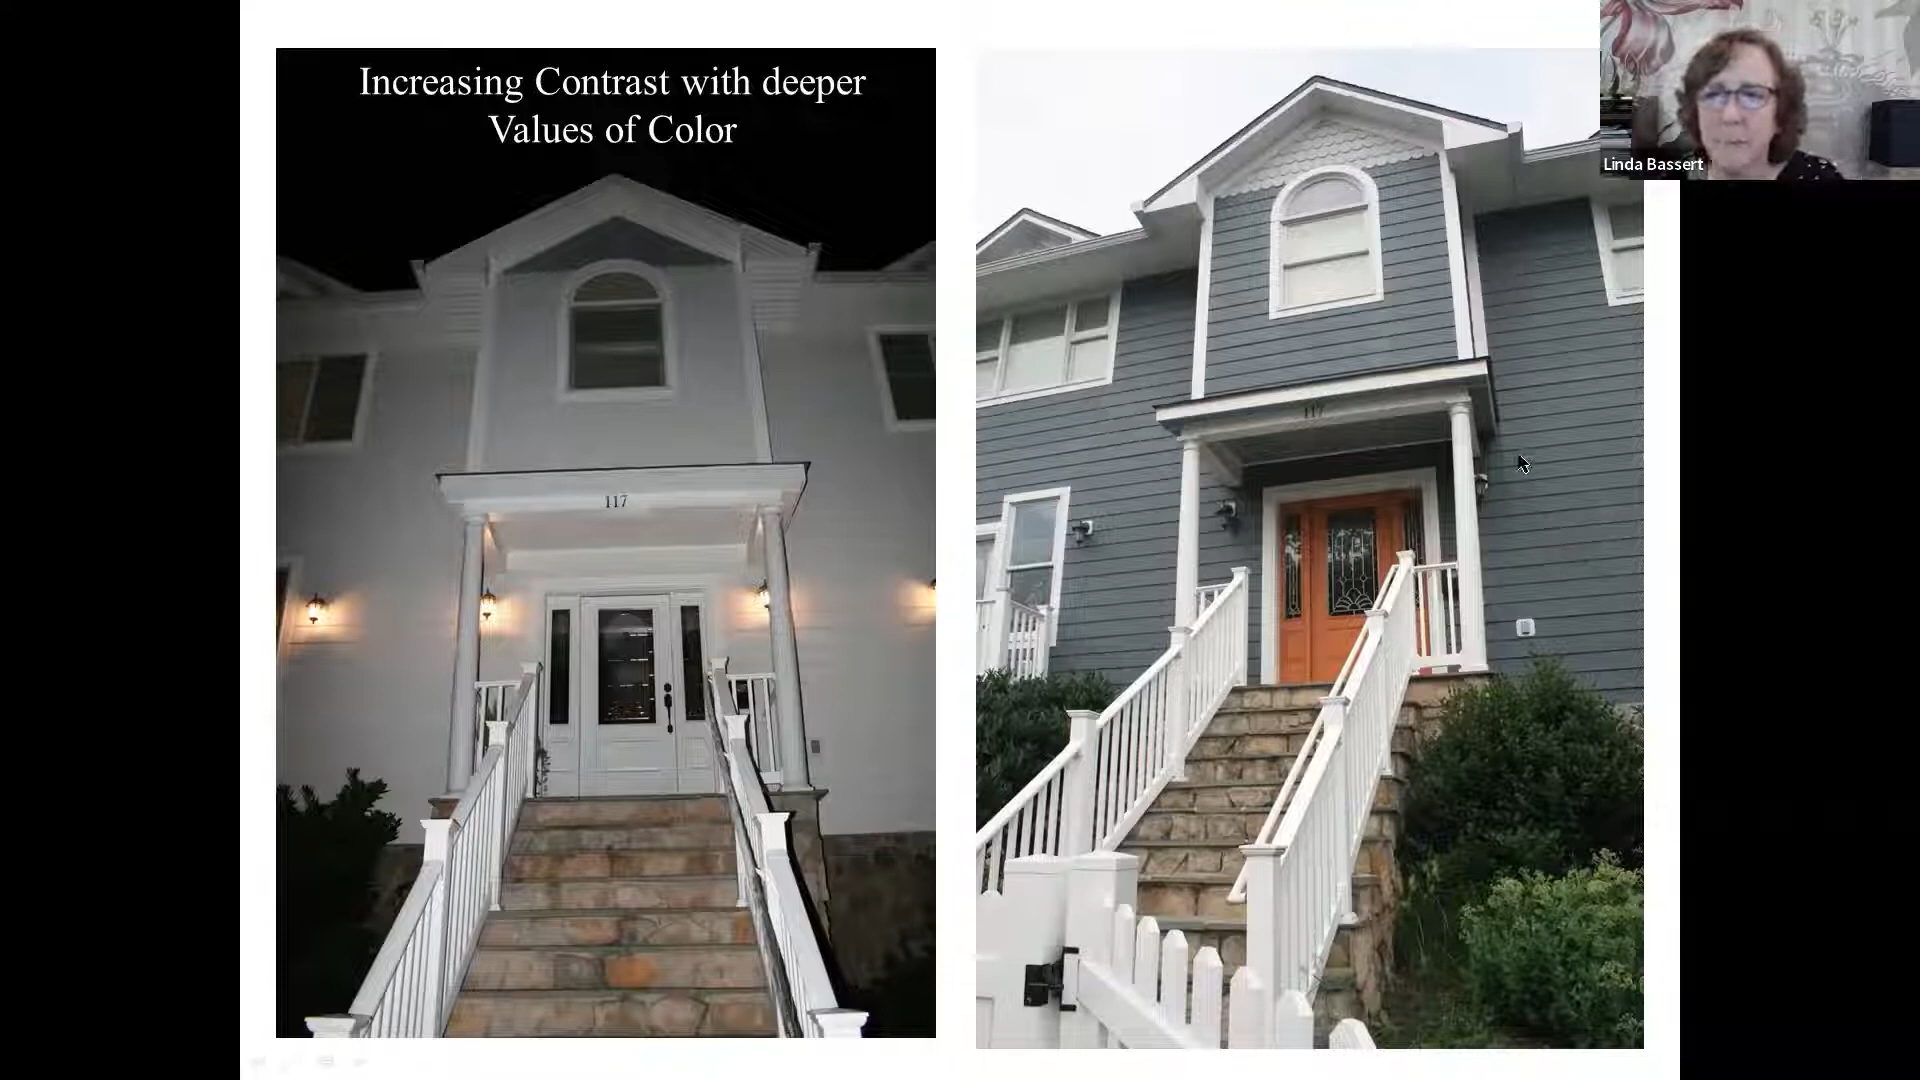 Increasing Contrast with deeper
Values of Color
117
117
Linda Bassert